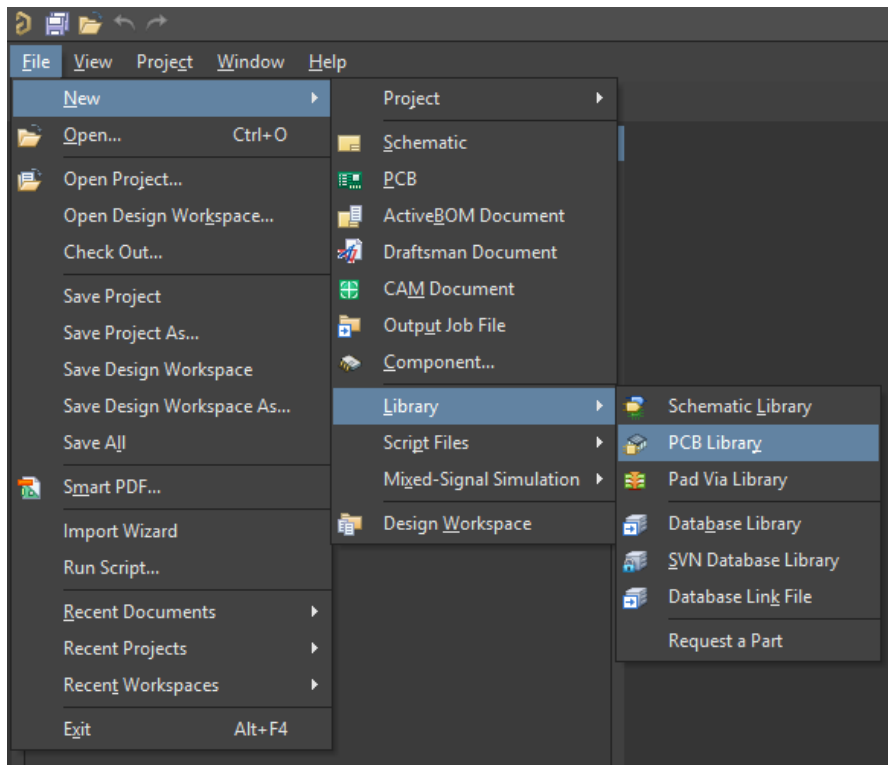 File View Project Window Help
New
Open... Ctrl+O
Open Project...
Open Design Workspace...
Check Out...
Save Project
Save Project As...
Save Design Workspace
Save Design Workspace As...
Save All
Smart PDF...
Import Wizard
Run Script...
Recent Documents
Recent Projects
Recent Workspaces
Exit Alt+F4
Project
Schematic
PCB
ActiveBOM Document
Draftsman Document
CAM Document
Output Job File
Component...
Library
Script Files
Mixed-Signal Simulation
Design Workspace
Schematic Library
PCB Library
Pad Via Library
Database Library
SVN Database Library
Database Link File
Request a Part